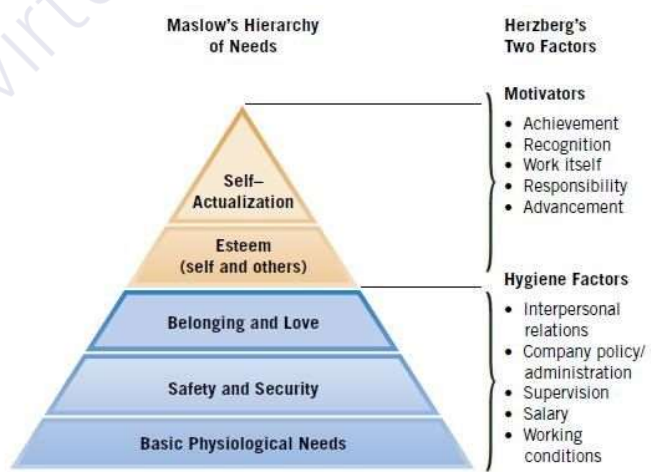 Maslow's Hierarchy
of Needs
Self–
Actualization
Esteem
(self and others)
Belonging and Love
Safety and Security
Basic Physiological Needs
Herzberg's
Two Factors
Motivators
• Achievement
• Recognition
• Work itself
• Responsibility
• Advancement
Hygiene Factors
• Interpersonal
relations
• Company policy/
administration
• Supervision
• Salary
• Working
conditions